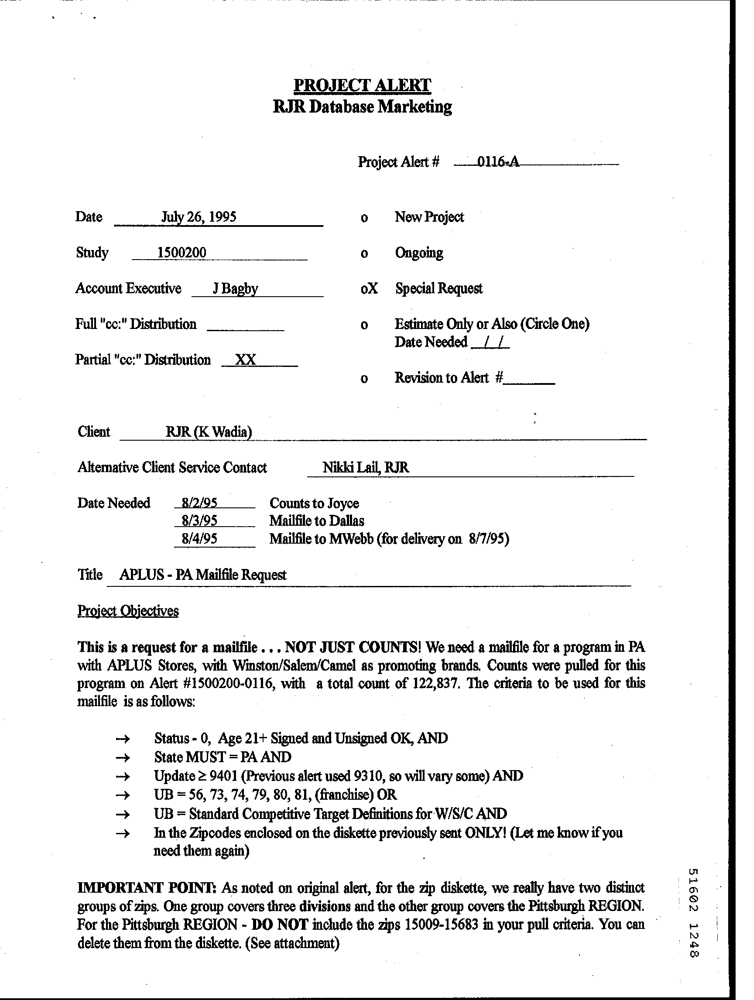 PROJECT ALERT
RJR Database Marketing
Project Alert # 0116-A
Date July 26, 1995 o New Project
Study 1500200 o Ongoing
Account Executive J Bagby oX Special Request
Full "cc:" Distribution o Estimate Only or Also (Circle One)
Date Needed / /
Partial "cc:" Distribution XX
o Revision to Alert #
Client RJR (K Wadia)
Alternative Client Service Contact Nikki Lail, RJR
Date Needed 8/2/95 Counts to Joyce
8/3/95 Mailfile to Dallas
8/4/95 Mailfile to MWebb (for delivery on 8/7/95)
Title APLUS - PA Mailfile Request
Project Objectives
This is a request for a mailfile . . . NOT JUST COUNTS! We need a mailfile for a program in PA
with APLUS Stores, with Winston/Salem/Camel as promoting brands. Counts were pulled for this
program on Alert #1500200-0116, with a total count of 122,837. The criteria to be used for this
mailfile is as follows:
→ Status - 0, Age 21+ Signed and Unsigned OK, AND
→ State MUST = PA AND
→ Update ≥ 9401 (Previous alert used 9310, so will vary some) AND
→ UB = 56, 73, 74, 79, 80, 81, (franchise) OR
→ UB = Standard Competitive Target Definitions for W/S/C AND
→ In the Zipcodes enclosed on the diskette previously sent ONLY! (Let me know if you
need them again)
IMPORTANT POINT: As noted on original alert, for the zip diskette, we really have two distinct
groups of zips. One group covers three divisions and the other group covers the Pittsburgh REGION.
For the Pittsburgh REGION - DO NOT include the zips 15009-15683 in your pull criteria. You can
delete them from the diskette. (See attachment)
51602 1248